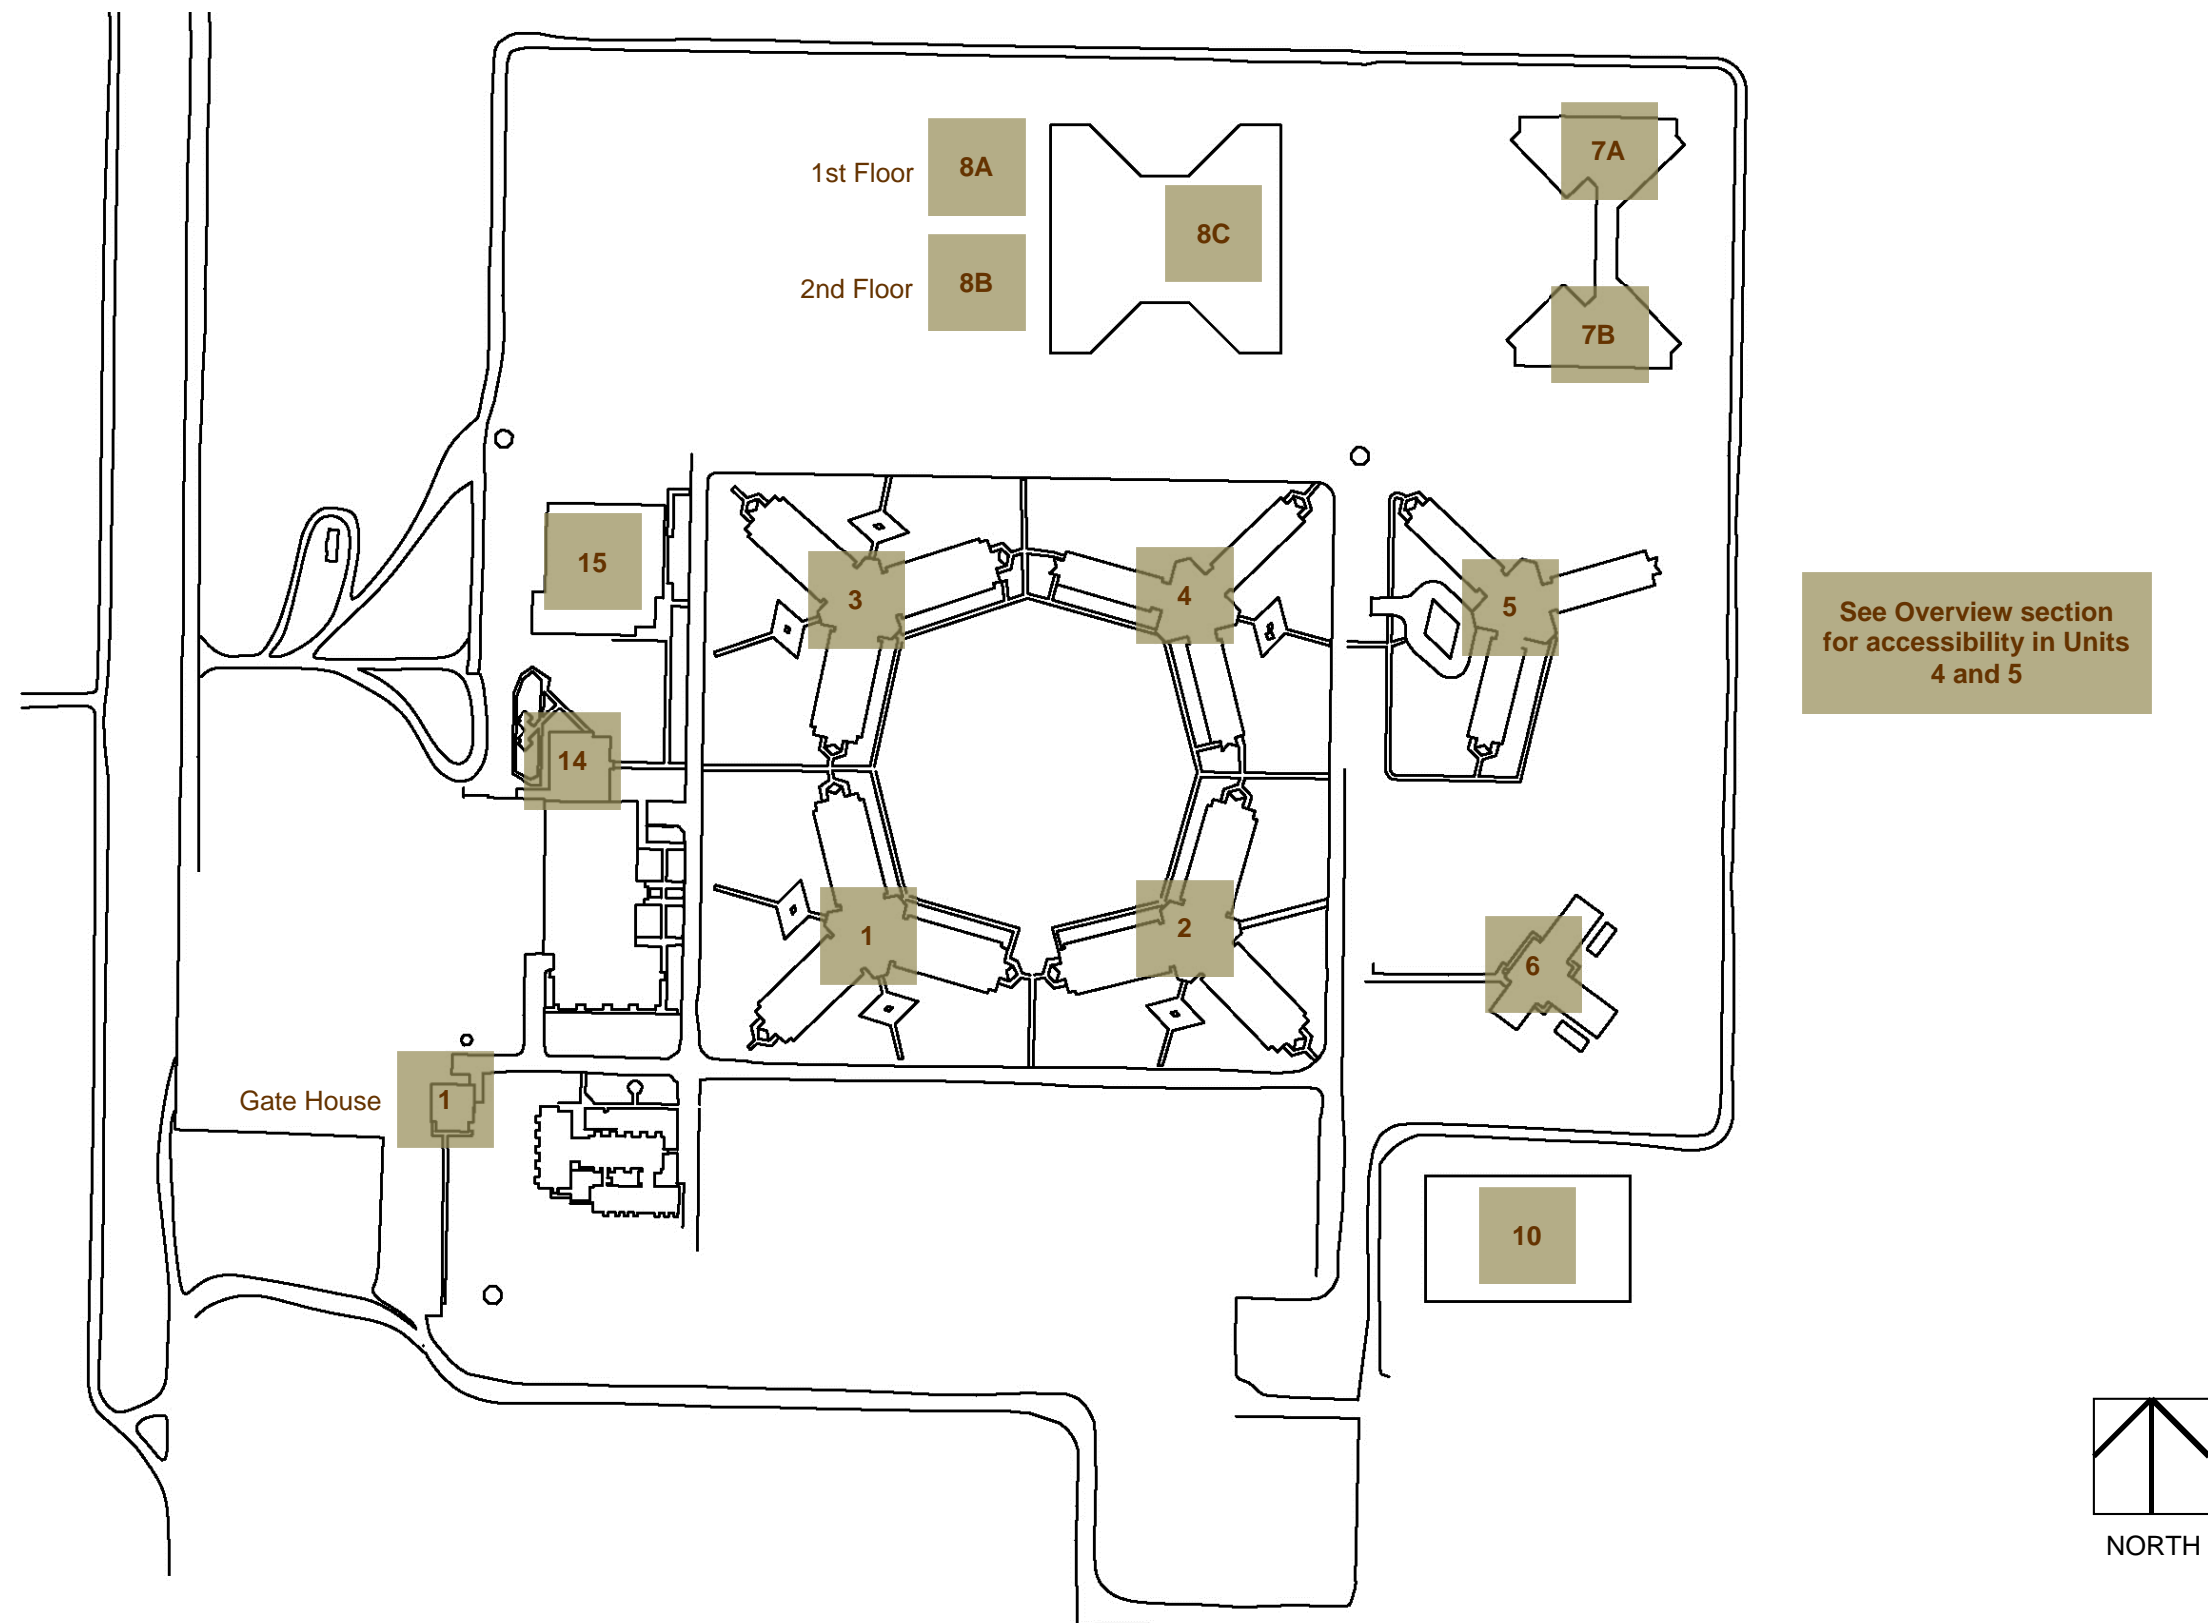 7A
8A
1st Floor
8C
8B
2nd Floor
7B
15
3
4
5
See Overview section
for accessibility in Units
4 and 5
14
1
2
6
Gate House
1
10
NORTH